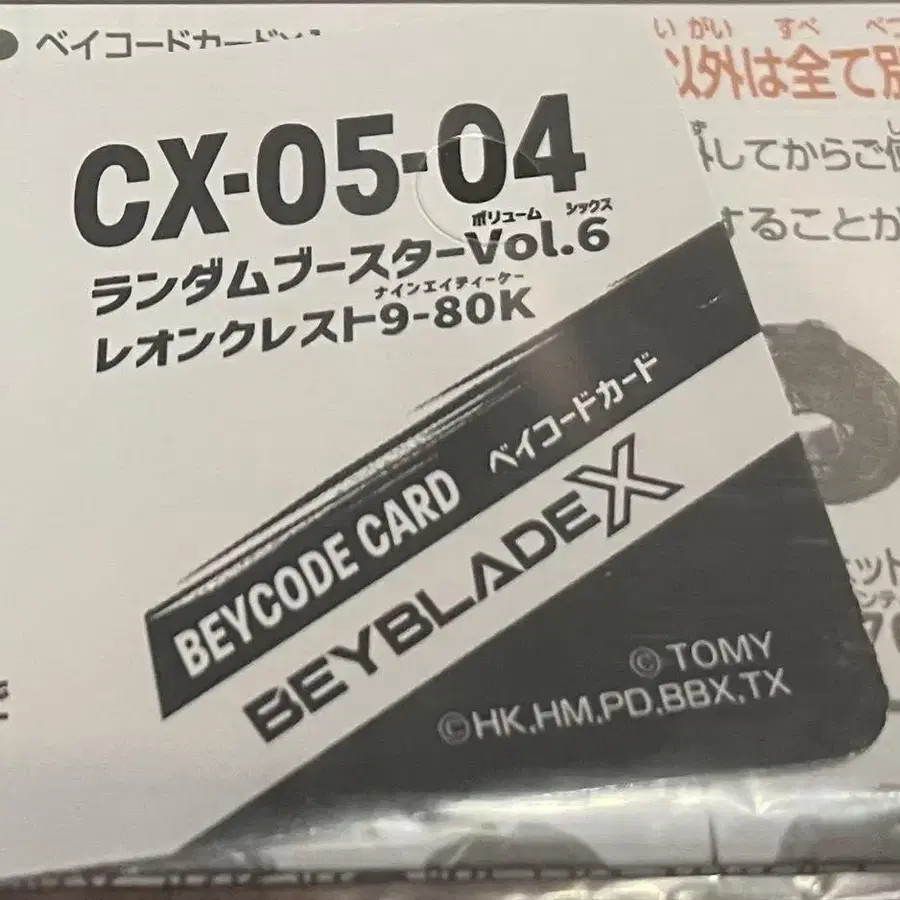 ベイコードカード
CX-05-04
ボリューム シックス
ランダムブースターVol.6
ナインエイティーケー
レオンクレスト9-80K
BEYCODE CARD ベイコードカード
BEYBLADE X
© TOMY
©HK,HM,PD,BBX,TX
いがい すべ
以外は全て別
してからご使
することが